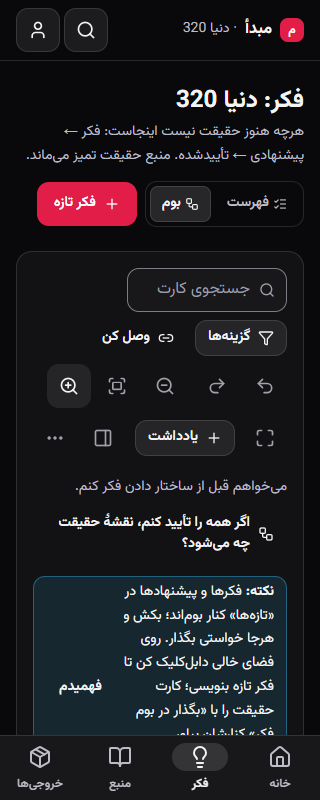 م مبدأ · دنیا 320
فکر: دنیا 320
هرچه هنوز حقیقت نیست اینجاست: فکر ←
پیشنهادی ← تأییدشده. منبع حقیقت تمیز می‌ماند.
فهرست بوم + فکر تازه
جستجوی کارت
گزینه‌ها وصل کن
+ یادداشت
می‌خواهم قبل از ساختار دادن فکر کنم.
اگر همه را تأیید کنم، نقشهٔ حقیقت
چه می‌شود؟
نکته: فکرها و پیشنهادها در
«تازه‌ها» کنار بوم‌اند؛ بکش و
هرجا خواستی بگذار. روی
فضای خالی دابل‌کلیک کن تا
فکر تازه بنویسی؛ کارت
فهمیدم
حقیقت را با «بگذار در بوم
خانه فکر منبع خروجی‌ها